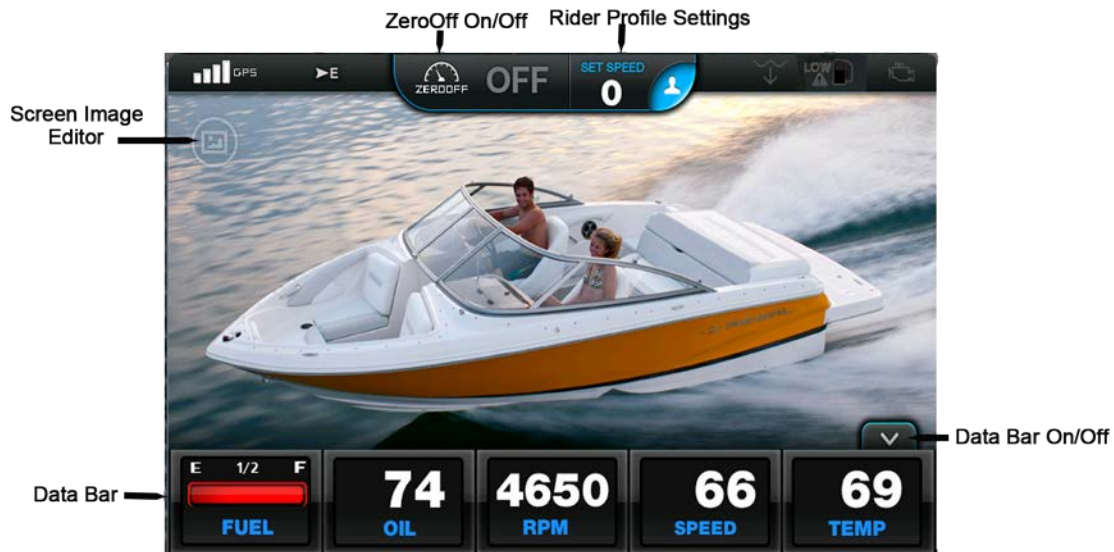 ZeroOff On/Off Rider Profile Settings
GPS ➤E ZEROOFF OFF SET SPEED LOW
0
Screen Image
Editor
Data Bar On/Off
E 1/2 F
74 4650 66 69
Data Bar
FUEL OIL RPM SPEED TEMP